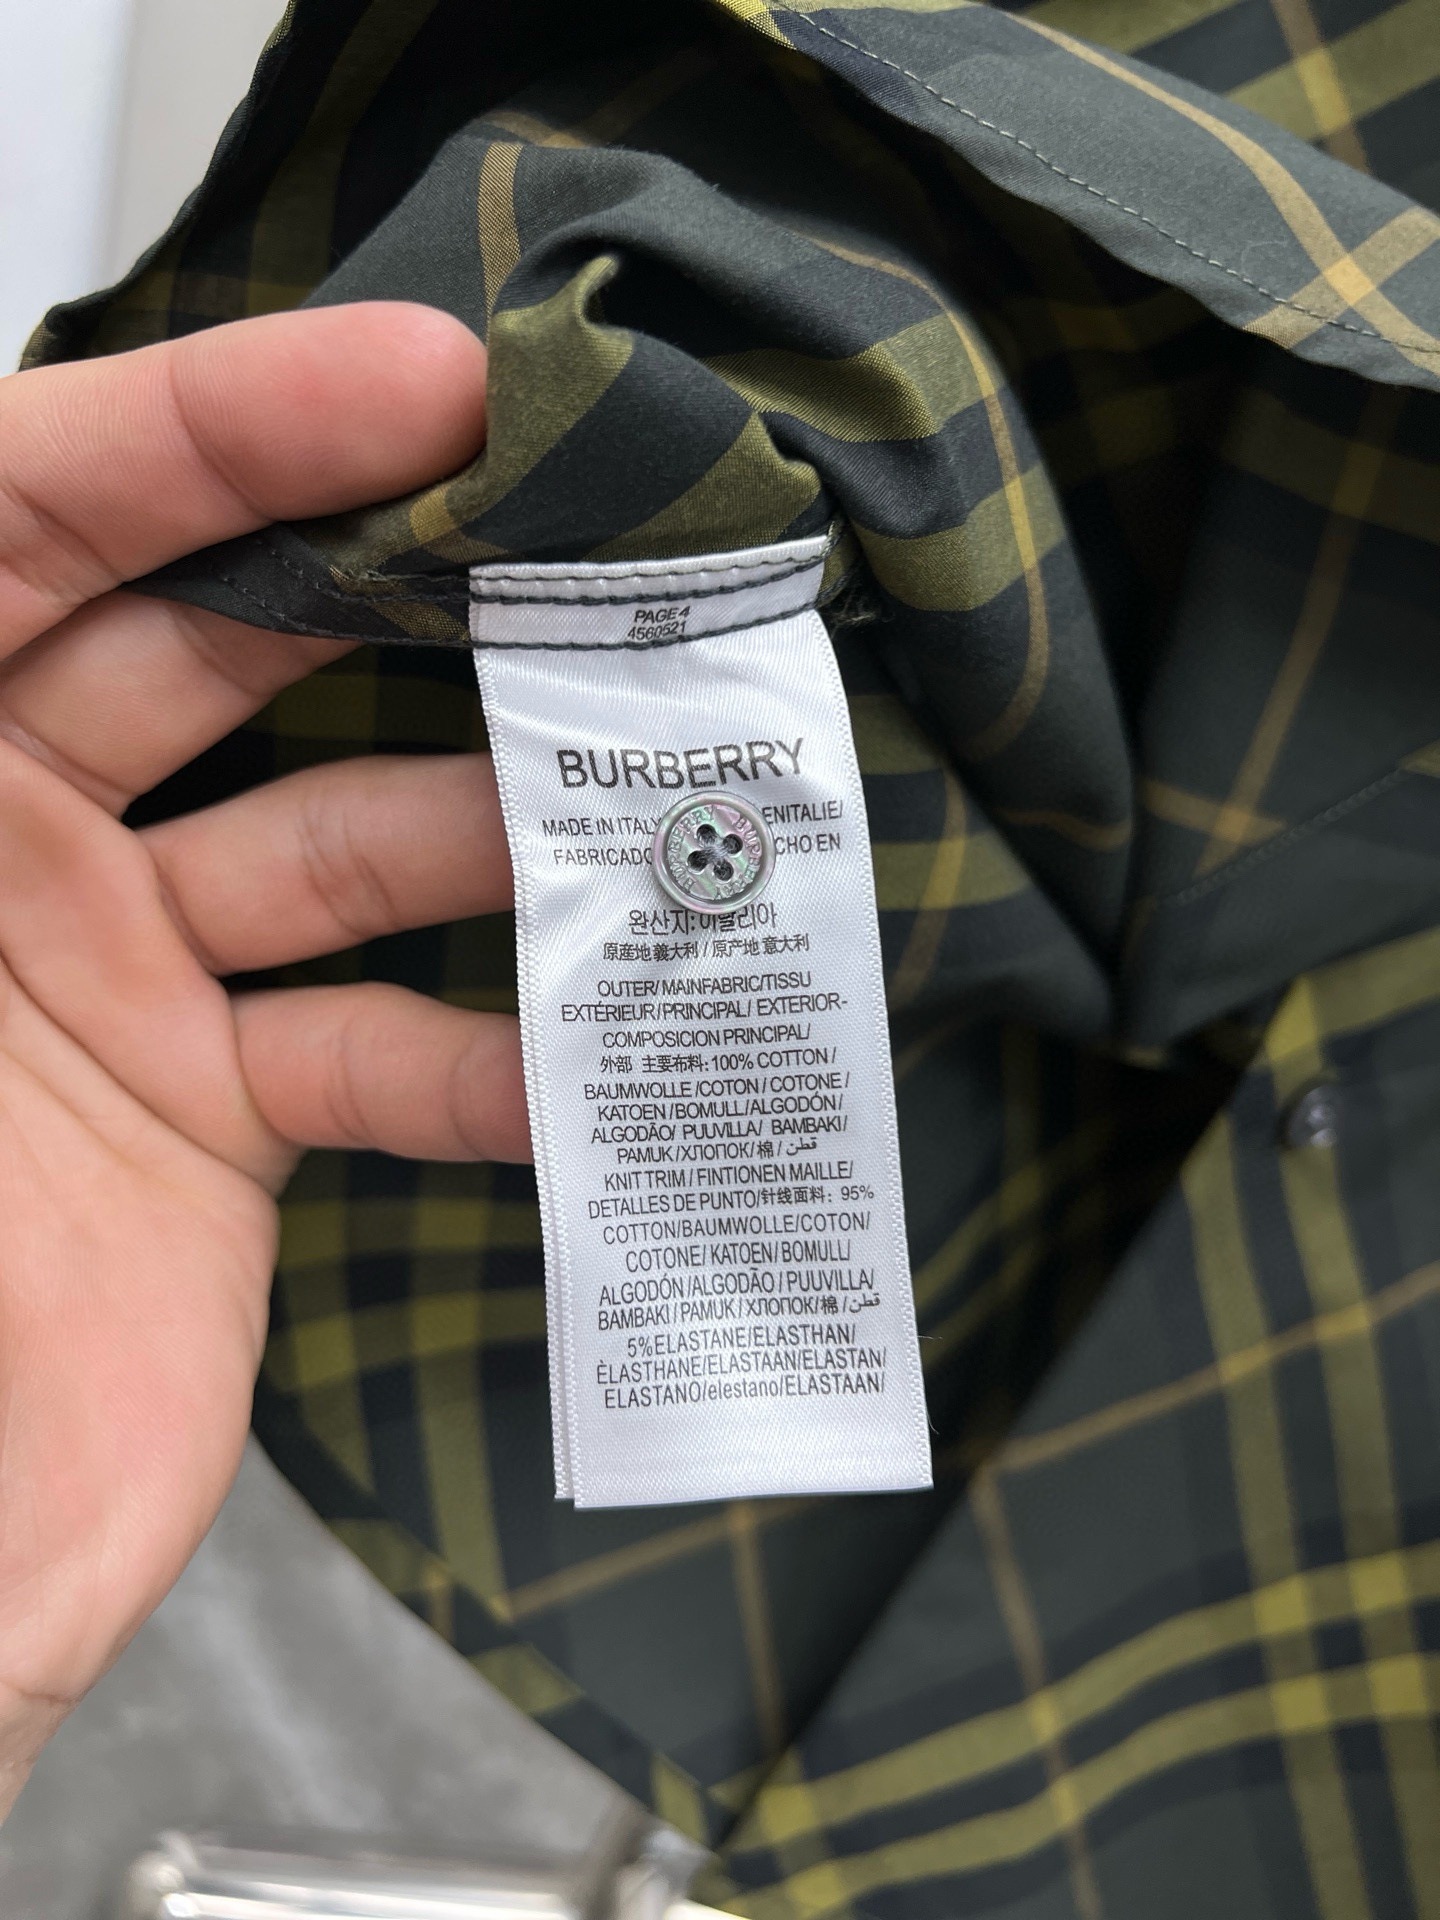 PAGE 4
4560521
BURBERRY
MADE IN ITALY ENITALIE/
FABRICADO CHO EN
BURBERRY BURBERRY
완산지:이탈리아
原産地 義大利 / 原产地 意大利
OUTER/ MAINFABRIC/TISSU
EXTÉRIEUR/PRINCIPAL/ EXTERIOR-
COMPOSICION PRINCIPAL/
外部 主要布料:100% COTTON /
BAUMWOLLE /COTON / COTONE /
KATOEN /BOMULL/ALGODÓN /
ALGODÃO/ PUUVILLA/ BAMBAKI /
PAMUK /ХЛОПОК/ 棉 / قطن
KNIT TRIM / FINTIONEN MAILLE/
DETALLES DE PUNTO/针线面料: 95%
COTTON/BAUMWOLLE/COTON/
COTONE/ KATOEN/ BOMULL/
ALGODÓN /ALGODÃO / PUUVILLA/
BAMBAKI / PAMUK / ХЛОПОК/棉 /قطن
5%ELASTANE/ELASTHAN/
ÈLASTHANE/ELASTAAN/ELASTAN/
ELASTANO/elestano/ELASTAAN/